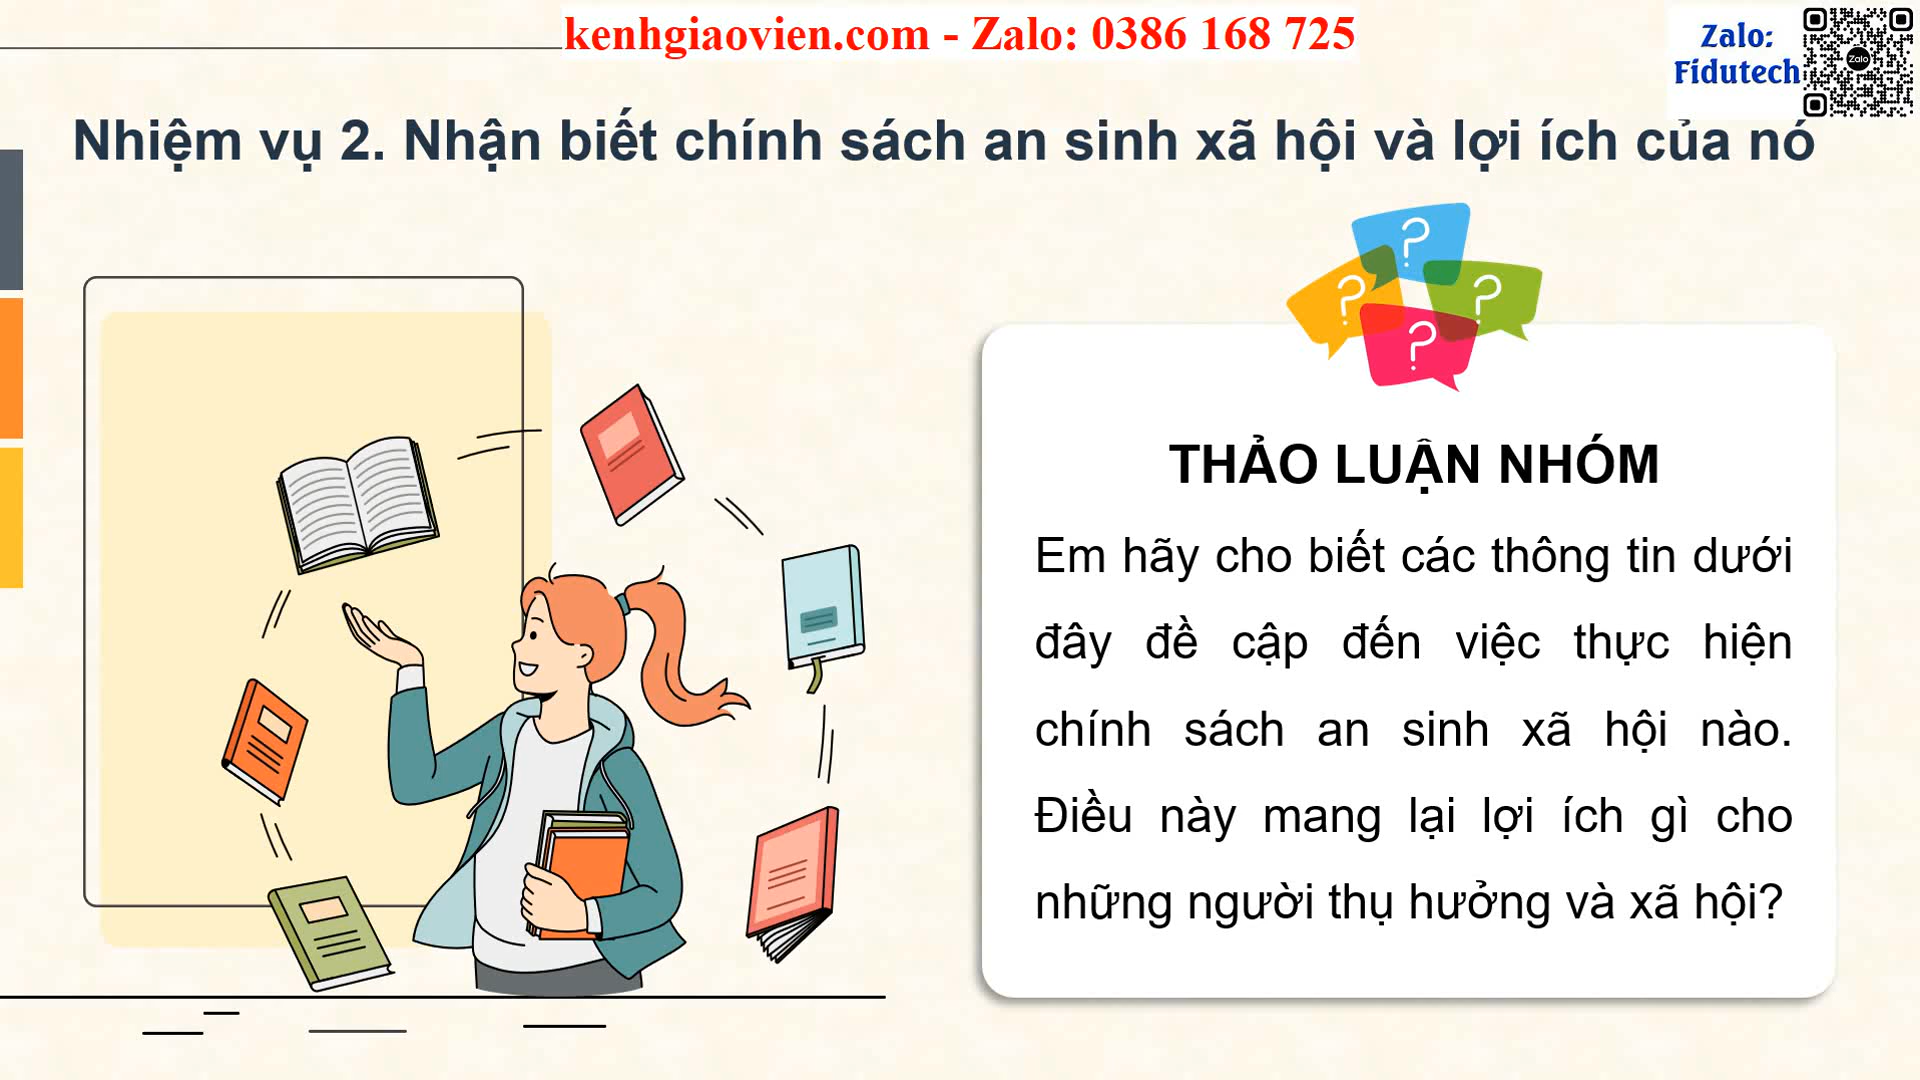 kenhgiaovien.com - Zalo: 0386 168 725
Zalo:
Fidutech
Zalo
Nhiệm vụ 2. Nhận biết chính sách an sinh xã hội và lợi ích của nó
?
?
?
?
THẢO LUẬN NHÓM
Em hãy cho biết các thông tin dưới
đây đề cập đến việc thực hiện
chính sách an sinh xã hội nào.
Điều này mang lại lợi ích gì cho
những người thụ hưởng và xã hội?